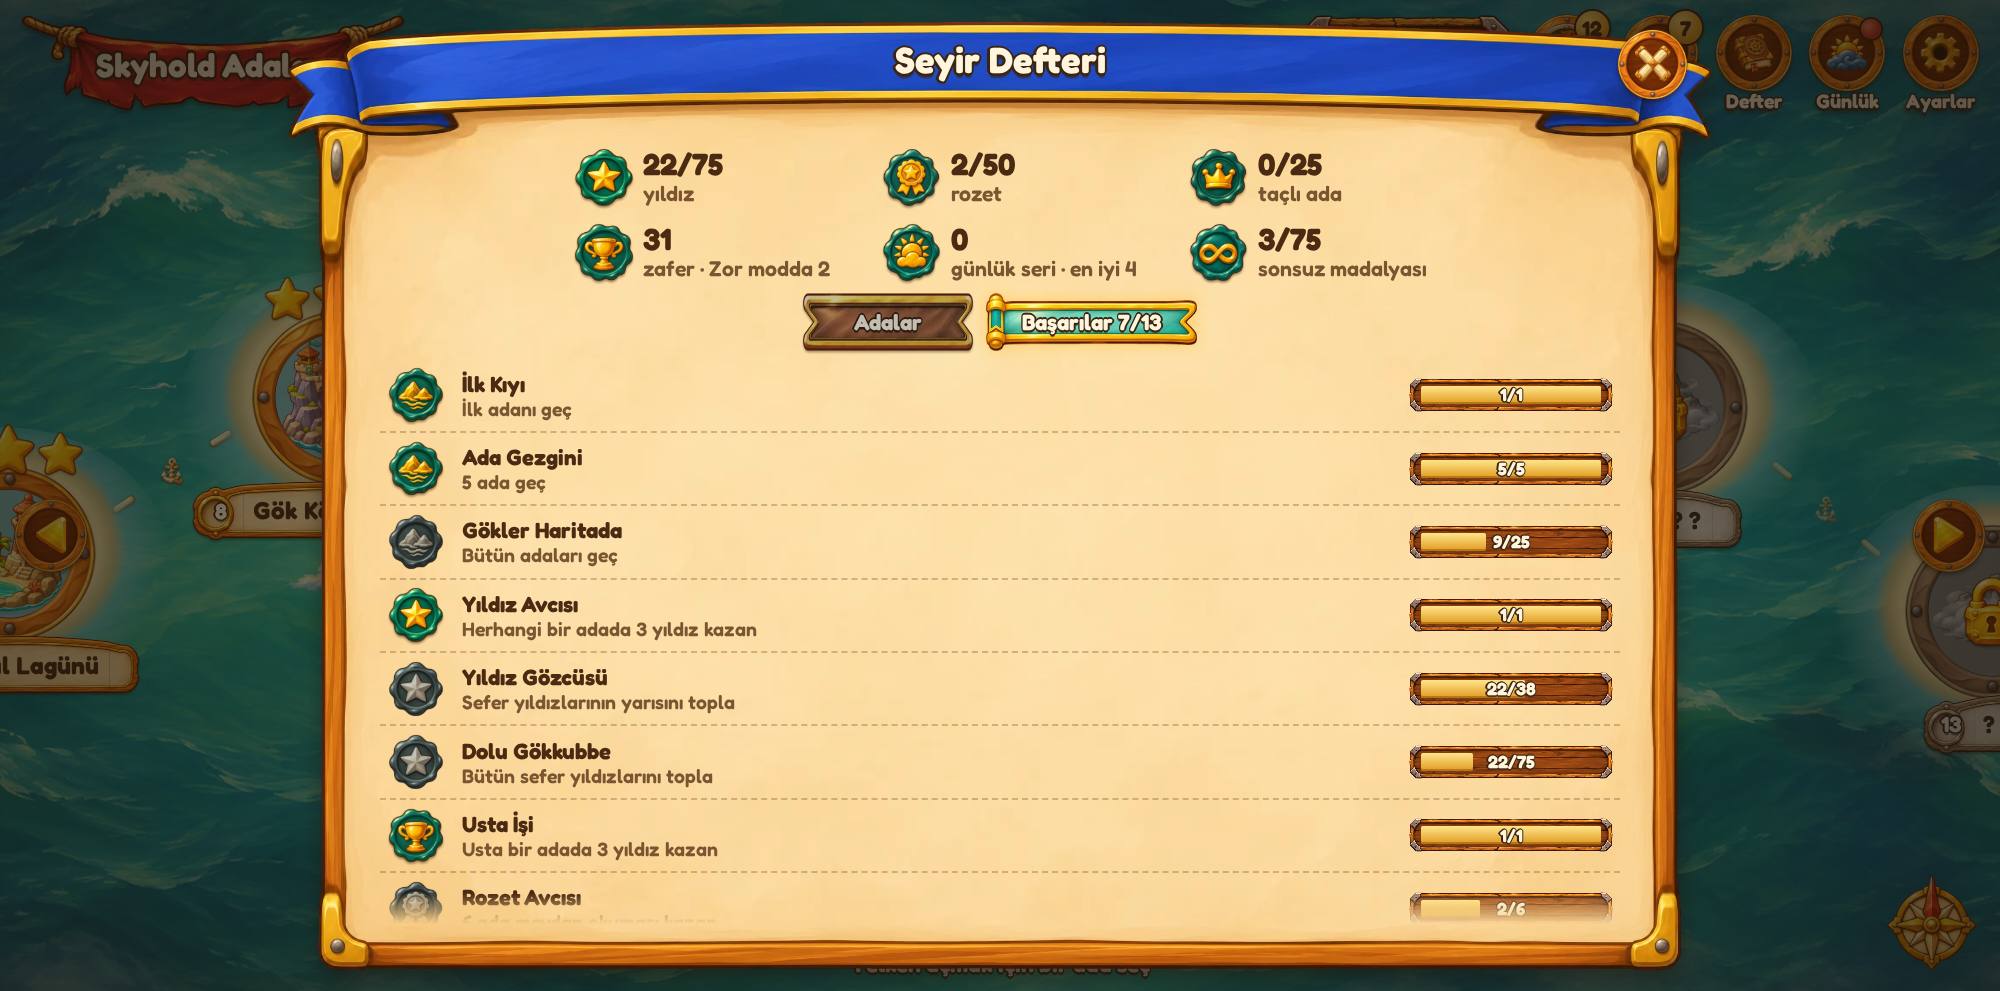 Skyhold Adal
Seyir Defteri
12
7
Defter
Günlük
Ayarlar
22/75
yıldız
2/50
rozet
0/25
taçlı ada
31
zafer · Zor modda 2
0
günlük seri · en iyi 4
3/75
sonsuz madalyası
Adalar
Başarılar 7/13
İlk Kıyı
İlk adanı geç
1/1
Ada Gezgini
5 ada geç
5/5
Gökler Haritada
Bütün adaları geç
9/25
Yıldız Avcısı
Herhangi bir adada 3 yıldız kazan
1/1
Yıldız Gözcüsü
Sefer yıldızlarının yarısını topla
22/38
Dolu Gökkubbe
Bütün sefer yıldızlarını topla
22/75
Usta İşi
Usta bir adada 3 yıldız kazan
1/1
Rozet Avcısı
2/6
8 Gök K
l Lagünü
? ?
13 ?